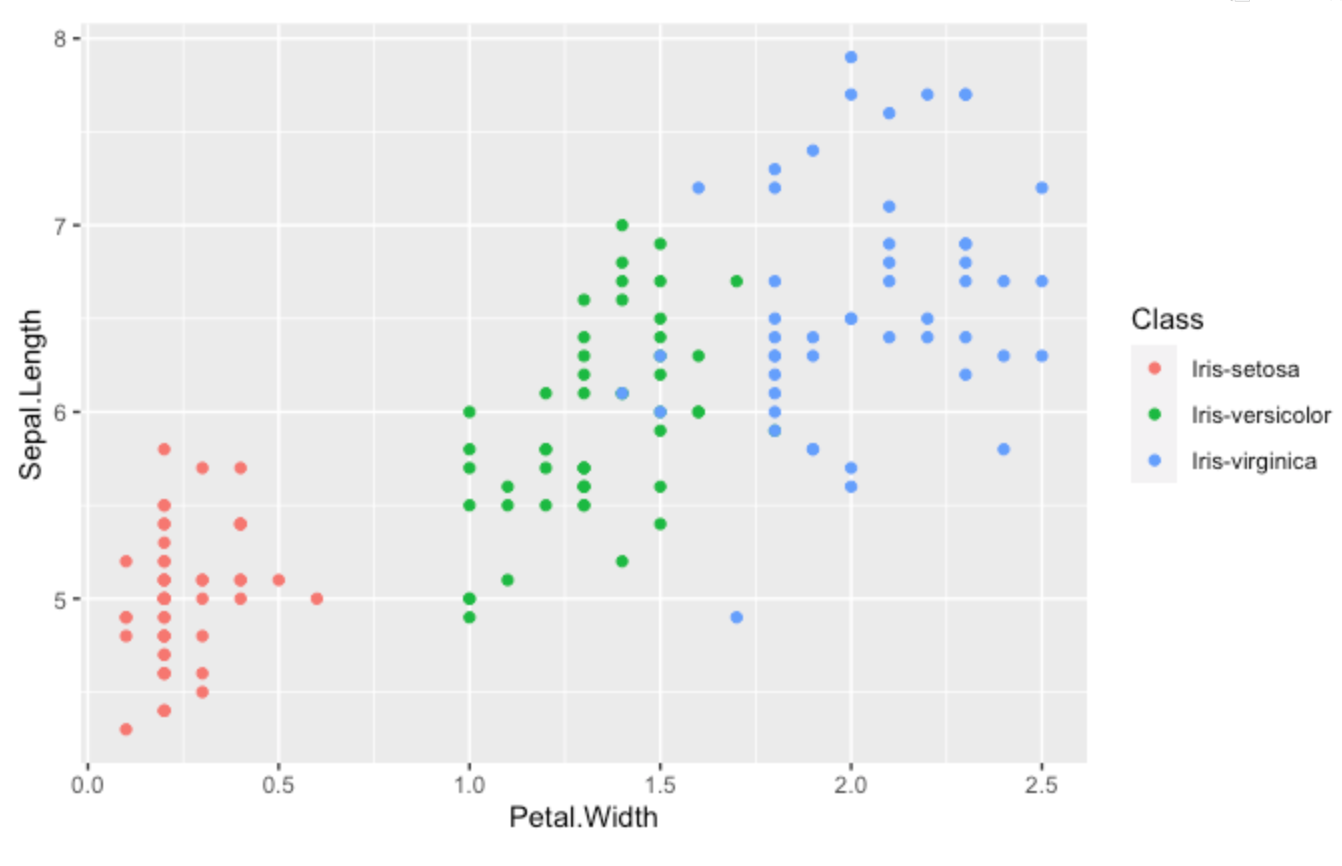 8
7
6
5
Sepal.Length
0.0 0.5 1.0 1.5 2.0 2.5
Petal.Width
Class
Iris-setosa
Iris-versicolor
Iris-virginica